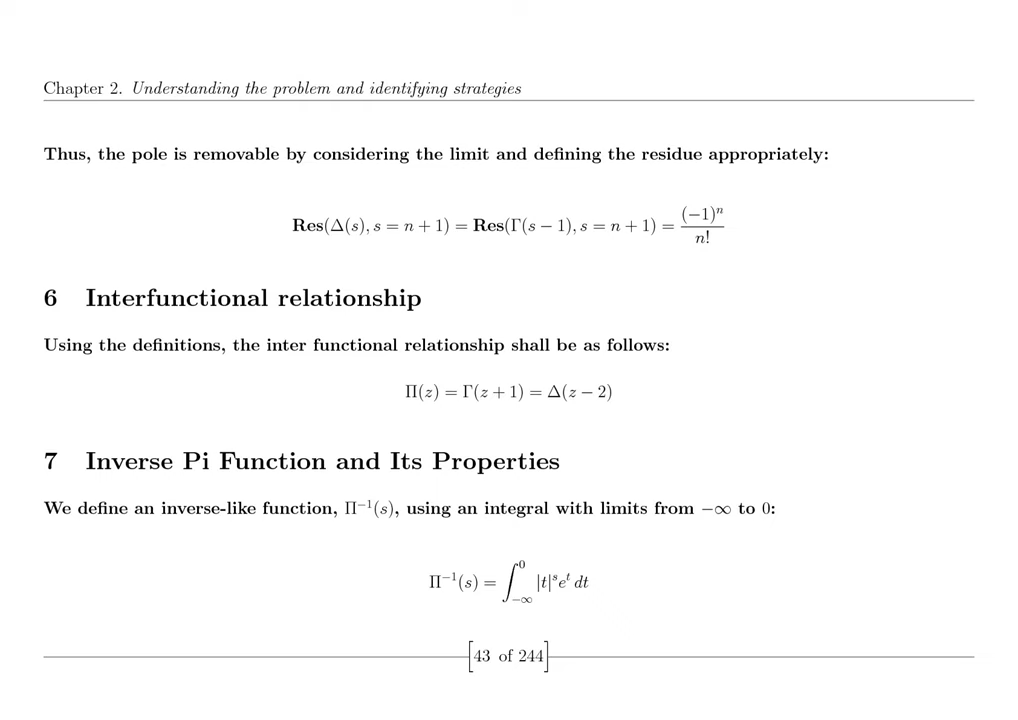 Chapter 2. Understanding the problem and identifying strategies
Thus, the pole is removable by considering the limit and defining the residue appropriately:
Res(Δ(s), s = n + 1) = Res(Γ(s − 1), s = n + 1) = (−1)ⁿ / n!
6 Interfunctional relationship
Using the definitions, the inter functional relationship shall be as follows:
Π(z) = Γ(z + 1) = Δ(z − 2)
7 Inverse Pi Function and Its Properties
We define an inverse-like function, Π⁻¹(s), using an integral with limits from −∞ to 0:
Π⁻¹(s) = ∫_{−∞}^{0} |t|ˢeᵗ dt
[43 of 244]